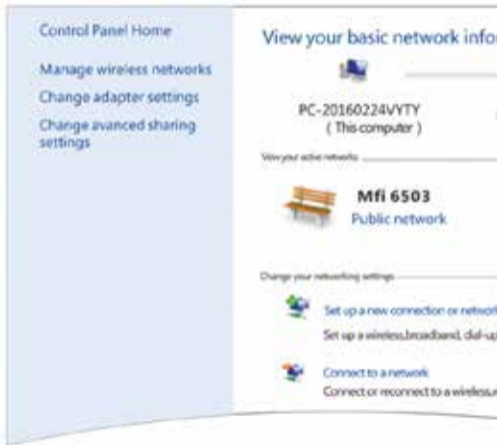 Control Panel Home
Manage wireless networks
Change adapter settings
Change avanced sharing
settings
View your basic network infor
PC-20160224VYTY
( This computer )
View your active networks
Mfi 6503
Public network
Change your networking settings
Set up a new connection or network
Set up a wireless,broadband, dial-up
Connect to a network
Connect or reconnect to a wireless,